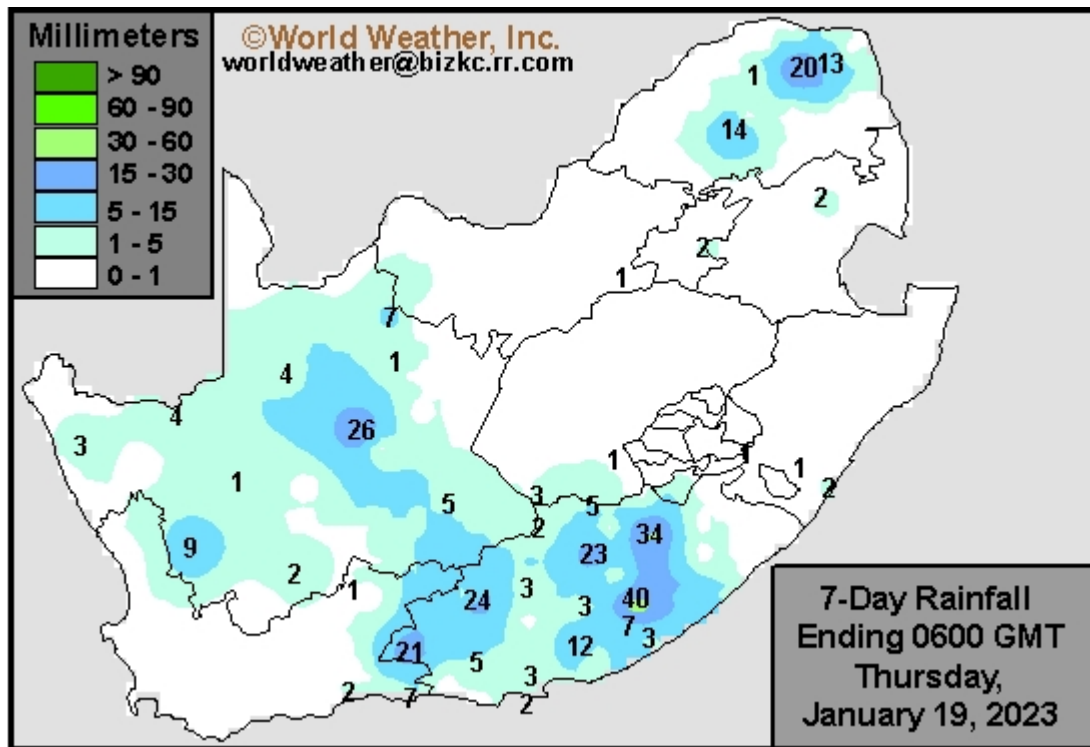 Millimeters
> 90
60 - 90
30 - 60
15 - 30
5 - 15
1 - 5
0 - 1
©World Weather, Inc.
worldweather@bizkc.rr.com
1 20 13
14
2
2
1
7
1
4
4
26
3
1
1 1 1
5 3 5 2
2
34
9 23
2
1 3
24 3 40
7
3
21 12
5
3
2 7 2
7-Day Rainfall
Ending 0600 GMT
Thursday,
January 19, 2023